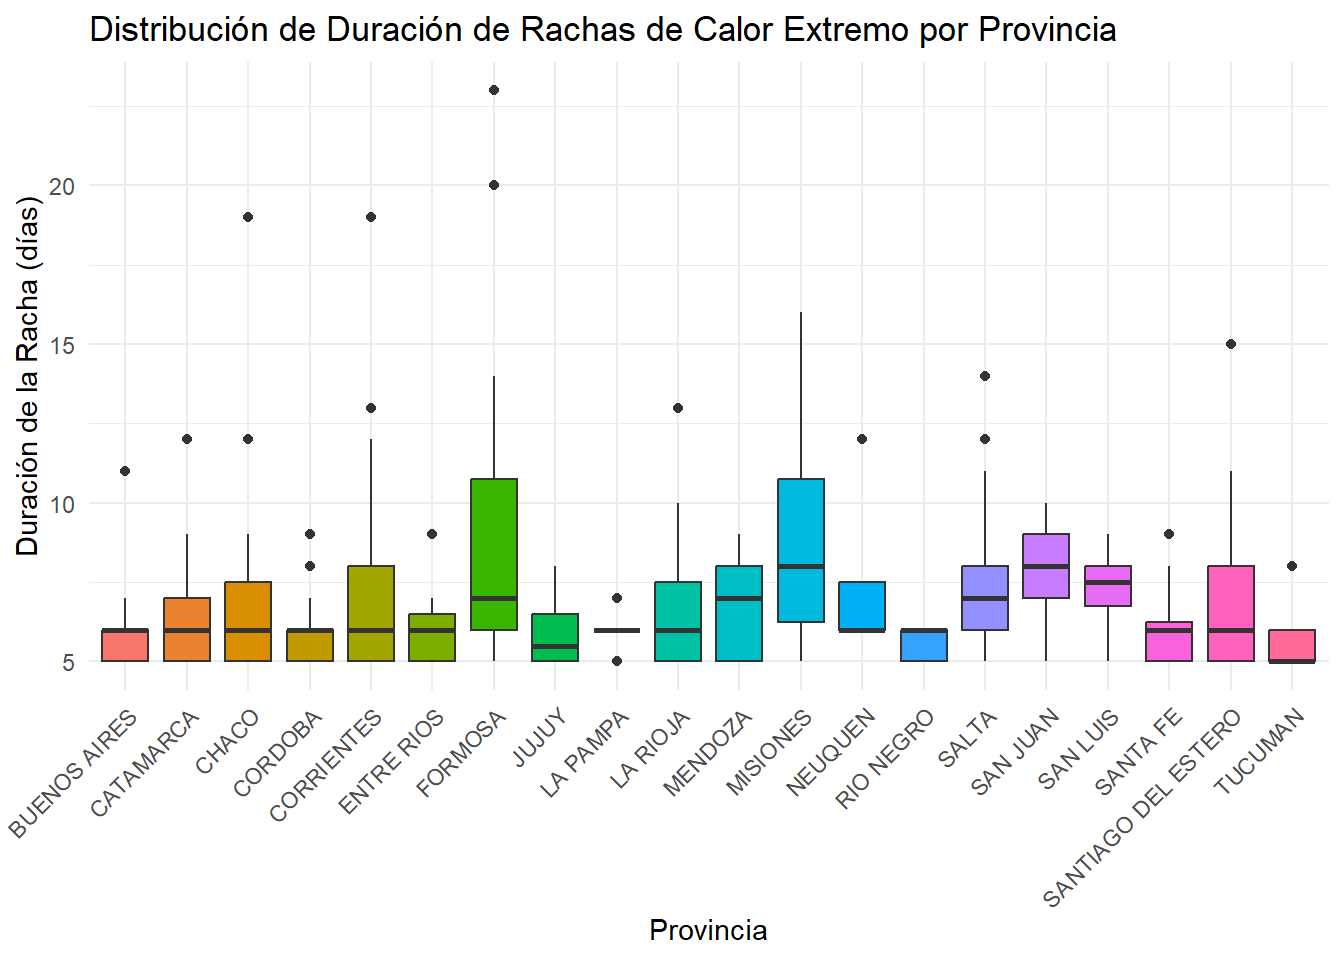 Distribución de Duración de Rachas de Calor Extremo por Provincia
Duración de la Racha (días)
20
15
10
5
BUENOS AIRES
CATAMARCA
CHACO
CORDOBA
CORRIENTES
ENTRE RIOS
FORMOSA
JUJUY
LA PAMPA
LA RIOJA
MENDOZA
MISIONES
NEUQUEN
RIO NEGRO
SALTA
SAN JUAN
SAN LUIS
SANTA FE
SANTIAGO DEL ESTERO
TUCUMAN
Provincia